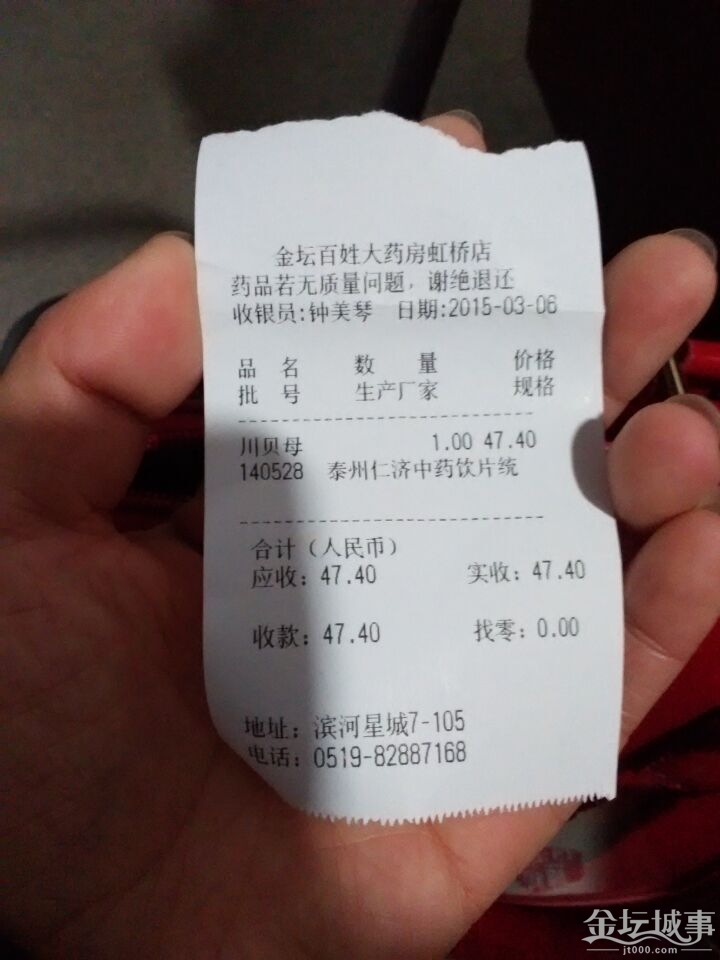 金坛百姓大药房虹桥店
药品若无质量问题，谢绝退还
收银员:钟美琴 日期:2015-03-06
品 名 数 量 价格
批 号 生产厂家 规格
川贝母 1.00 47.40
140528 泰州仁济中药饮片统
合计（人民币）
应收：47.40 实收：47.40
收款：47.40 找零：0.00
地址：滨河星城7-105
电话：0519-82887168
金坛城事
jt000.com